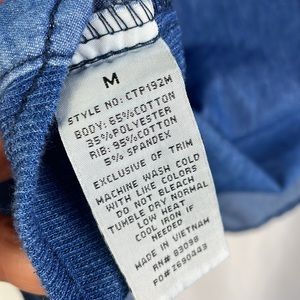 M
STYLE NO: CTP192M
BODY: 65%COTTON
35%POLYESTER
RIB: 95%COTTON
5% SPANDEX
EXCLUSIVE OF TRIM
MACHINE WASH COLD
WITH LIKE COLORS
DO NOT BLEACH
TUMBLE DRY NORMAL
LOW HEAT
COOL IRON IF
NEEDED
MADE IN VIETNAM
RN# 83098
PO# Z690443